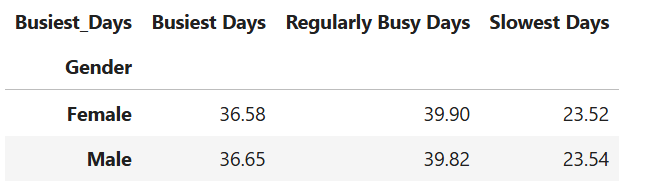 Busiest_Days Busiest Days Regularly Busy Days Slowest Days
Gender
Female 36.58 39.90 23.52
Male 36.65 39.82 23.54